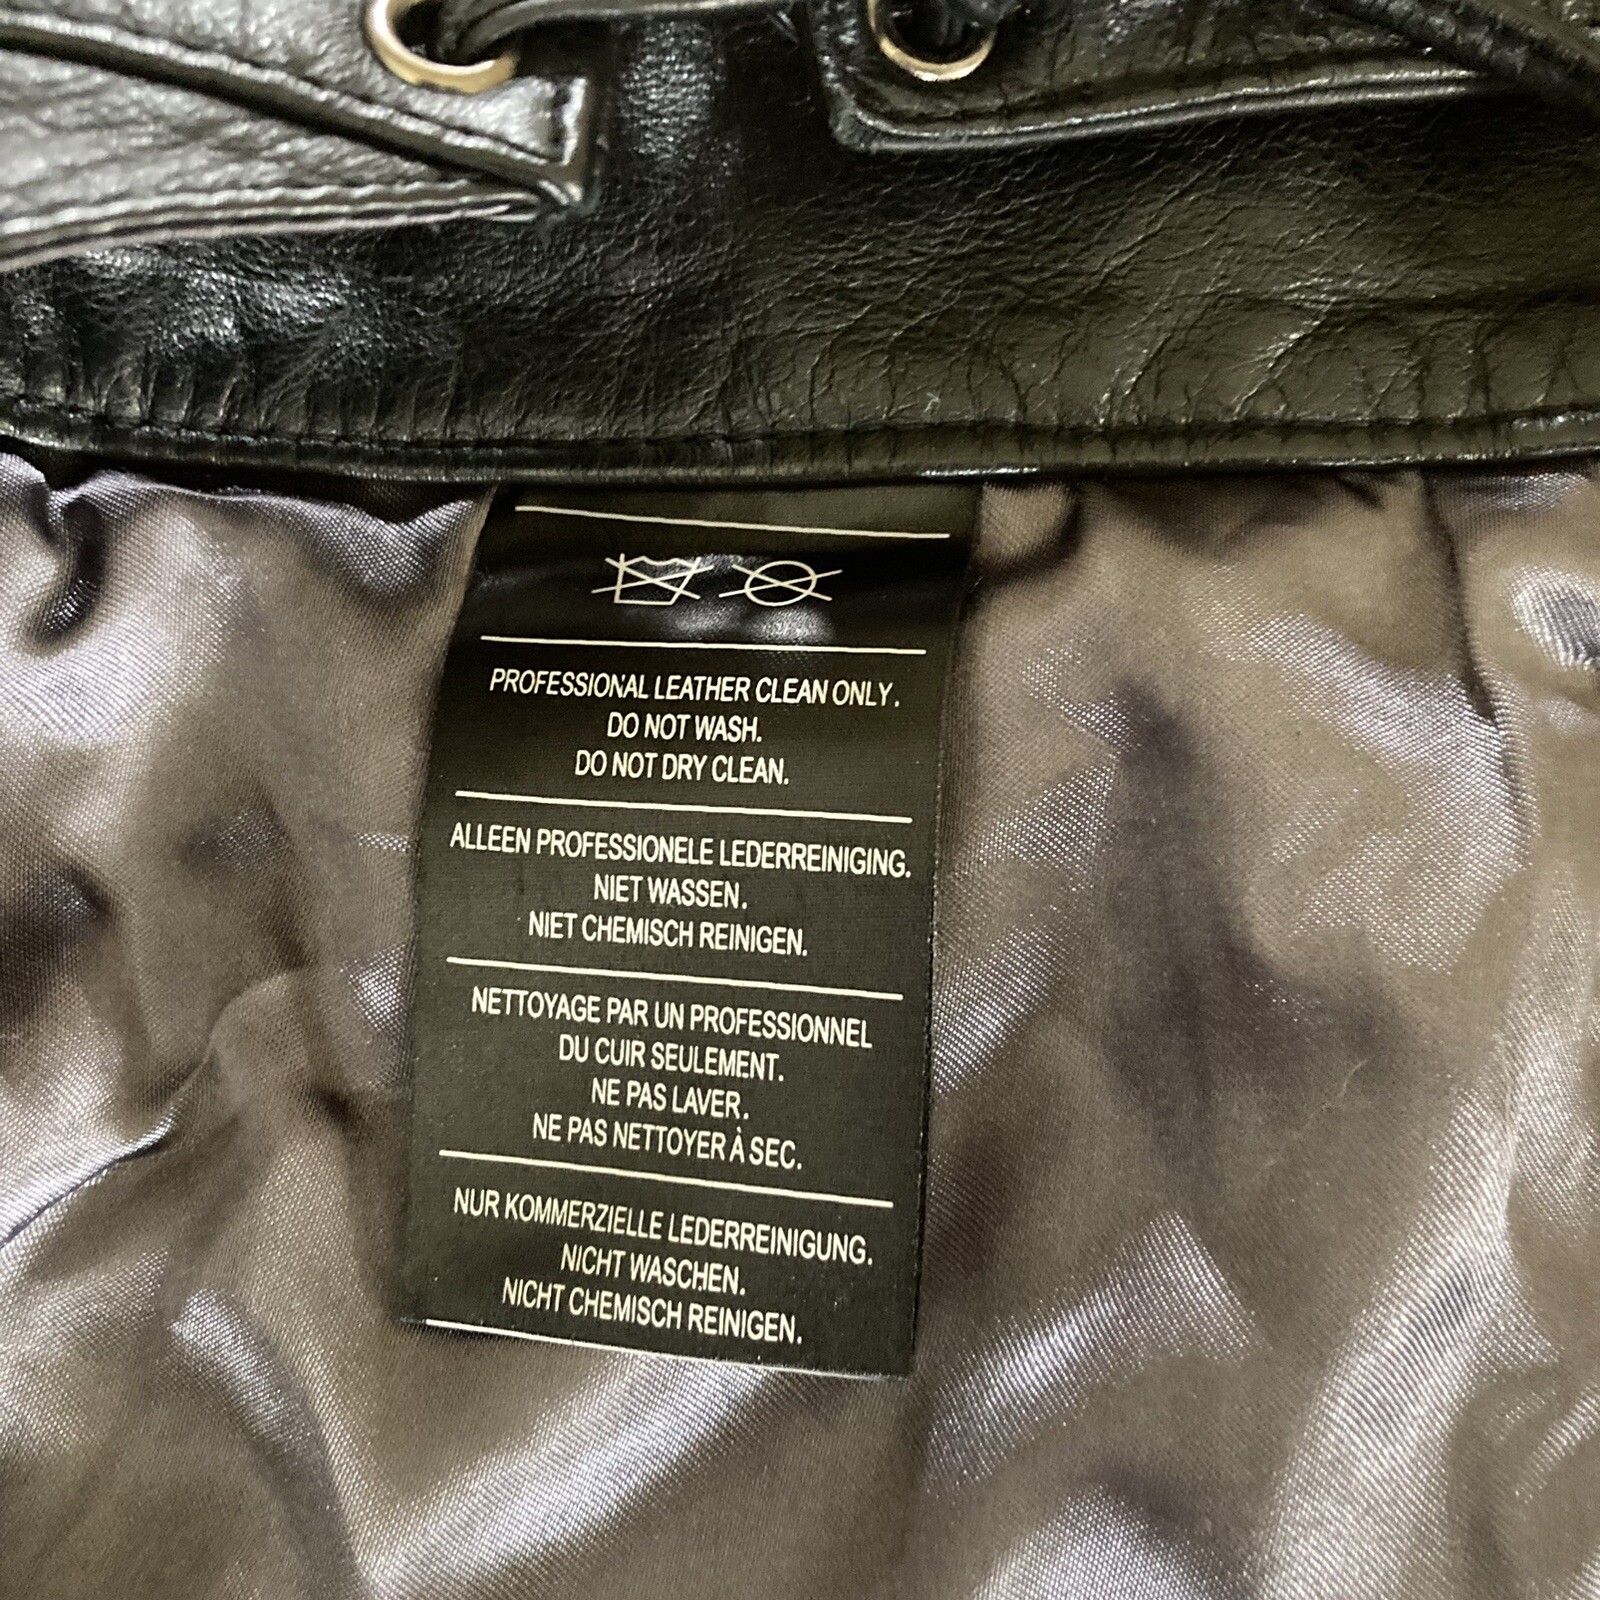 PROFESSIONAL LEATHER CLEAN ONLY.
DO NOT WASH.
DO NOT DRY CLEAN.
ALLEEN PROFESSIONELE LEDERREINIGING.
NIET WASSEN.
NIET CHEMISCH REINIGEN.
NETTOYAGE PAR UN PROFESSIONNEL
DU CUIR SEULEMENT.
NE PAS LAVER.
NE PAS NETTOYER À SEC.
NUR KOMMERZIELLE LEDERREINIGUNG.
NICHT WASCHEN.
NICHT CHEMISCH REINIGEN.